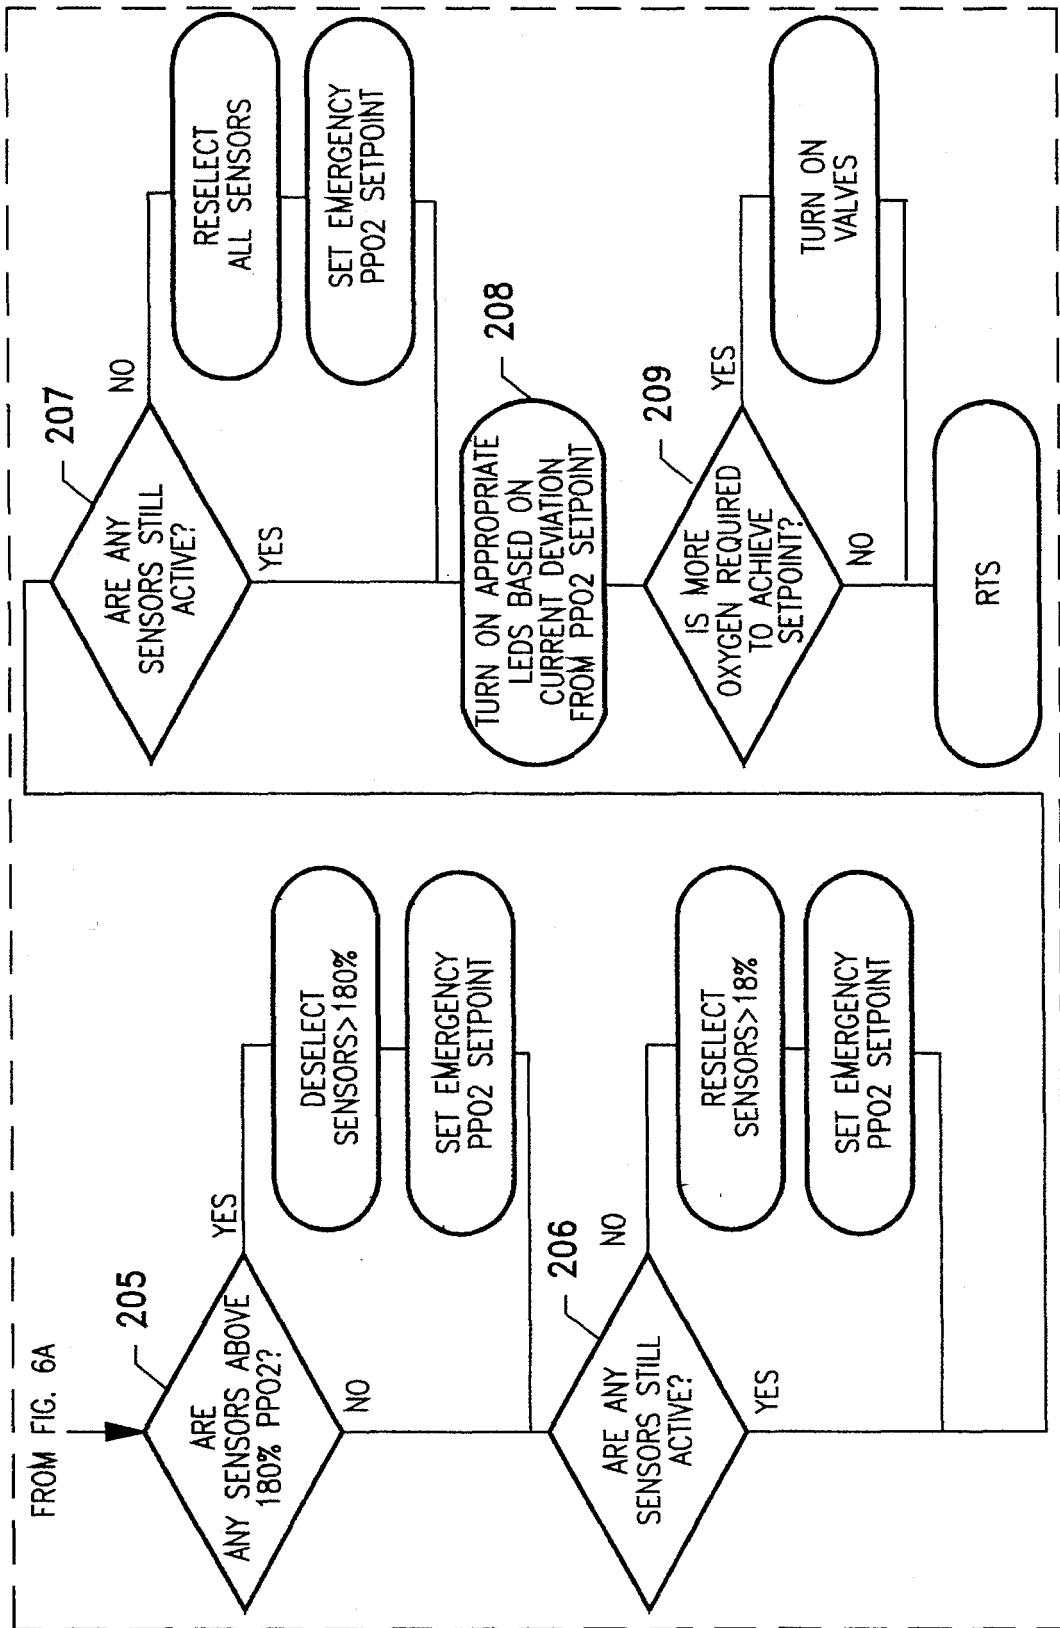 FROM FIG. 6A
205
ARE
ANY SENSORS ABOVE
180% PPO2?
YES
NO
DESELECT
SENSORS>180%
SET EMERGENCY
PPO2 SETPOINT
206
ARE ANY
SENSORS STILL
ACTIVE?
NO
YES
RESELECT
SENSORS>18%
SET EMERGENCY
PPO2 SETPOINT
207
ARE ANY
SENSORS STILL
ACTIVE?
NO
YES
RESELECT
ALL SENSORS
SET EMERGENCY
PPO2 SETPOINT
208
TURN ON APPROPRIATE
LEDS BASED ON
CURRENT DEVIATION
FROM PPO2 SETPOINT
209
IS MORE
OXYGEN REQUIRED
TO ACHIEVE
SETPOINT?
YES
NO
TURN ON
VALVES
RTS